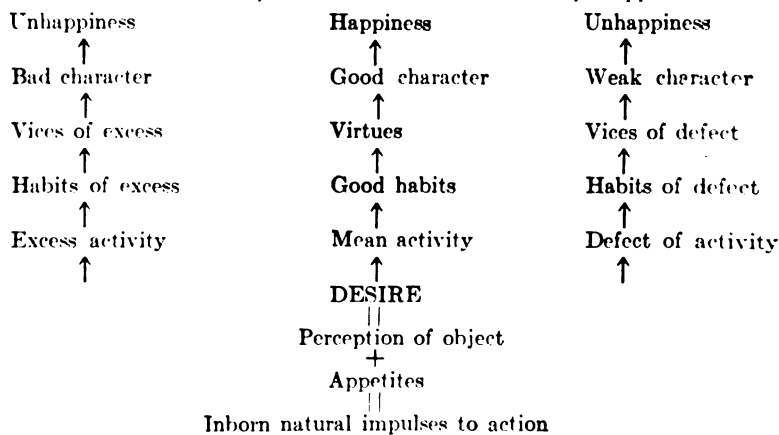 Unhappiness Happiness Unhappiness
Bad character Good character Weak character
Vices of excess Virtues Vices of defect
Habits of excess Good habits Habits of defect
Excess activity Mean activity Defect of activity
DESIRE
Perception of object
+
Appetites
Inborn natural impulses to action